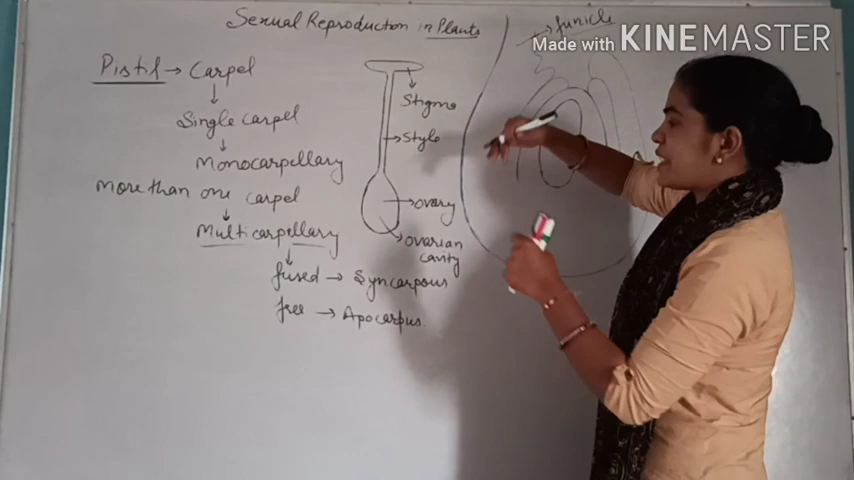 Sexual Reproduction in Plants
→ funicle
Made with KINEMASTER
Pistil → Carpel
↓
Single carpel
↓
Monocarpellary
More than one carpel
↓
Multicarpellary
↓
fused → Syncarpous
free → Apocarpus.
Stigma
→ Style
→ ovary
ovarian
cavity